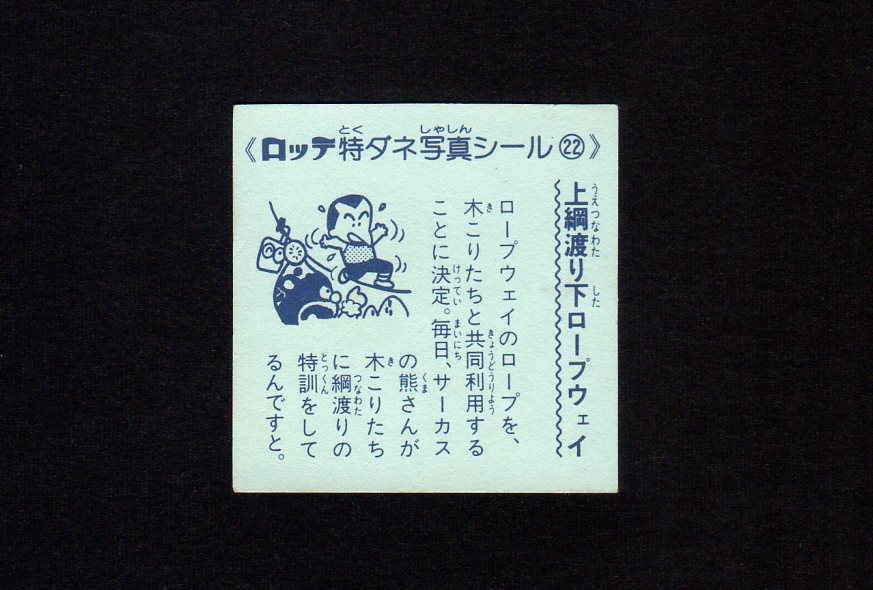 《ロッテ特ダネ写真シール㉒》
上綱渡り下ロープウェイ
ロープウェイのロープを、
木こりたちと共同利用する
ことに決定。毎日、サーカス
の熊さんが
木こりたち
に綱渡りの
特訓をして
るんですと。